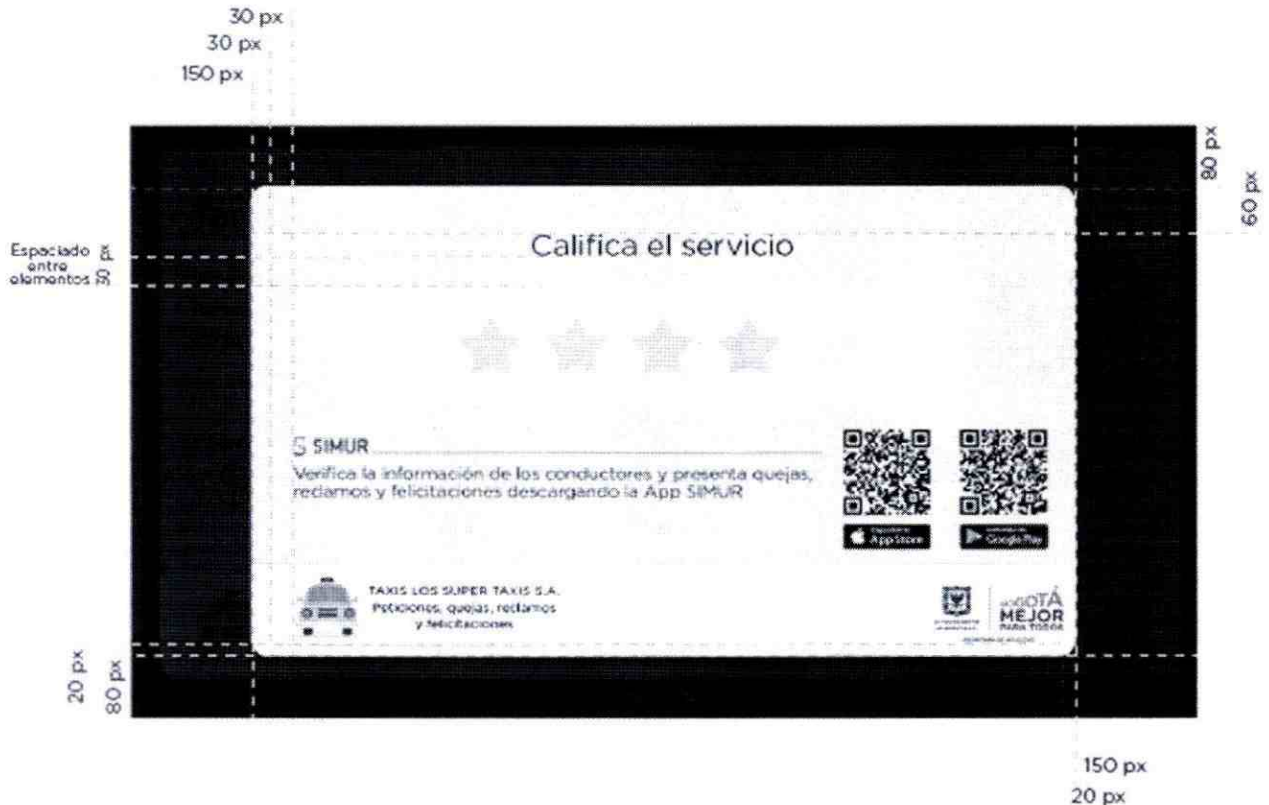 30 px
30 px
150 px
80 px
60 px
Espaciado
entre
elementos
50 px
Califica el servicio
SIMUR
Verifica la información de los conductores y presenta quejas,
reclamos y felicitaciones descargando la App SIMUR
App Store
Google Play
TAXIS LOS SUPER TAXIS S.A.
Peticiones, quejas, reclamos
y felicitaciones
BOGOTÁ
MEJOR
PARA TODOS
20 px
80 px
150 px
20 px